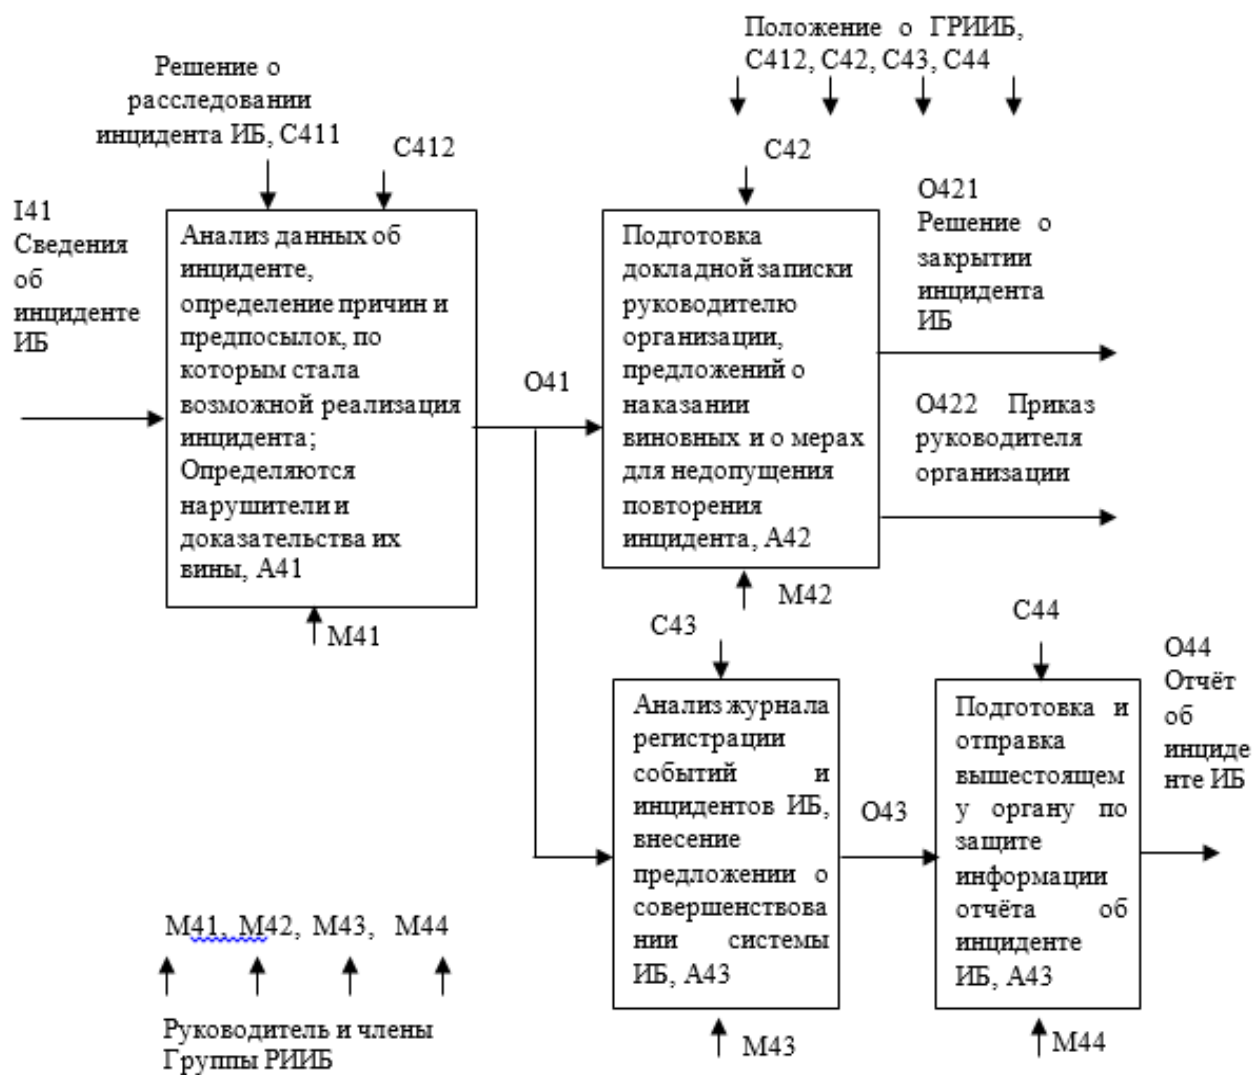 Положение о ГРИИБ,
С412, С42, С43, С44
Решение о
расследовании
инцидента ИБ, С411
С412
С42
I41
Сведения
об
инциденте
ИБ
Анализ данных об
инциденте,
определение причин и
предпосылок, по
которым стала
возможной реализация
инцидента;
Определяются
нарушители и
доказательства их
вины, А41
О41
Подготовка
докладной записки
руководителю
организации,
предложений о
наказании
виновных и о мерах
для недопущения
повторения
инцидента, А42
О421
Решение о
закрытии
инцидента
ИБ
О422 Приказ
руководителя
организации
М41
М42
С43
С44
Анализ журнала
регистрации
событий и
инцидентов ИБ,
внесение
предложении о
совершенствова
нии системы
ИБ, А43
О43
Подготовка и
отправка
вышестоящем
у органу по
защите
информации
отчёта об
инциденте
ИБ, А43
О44
Отчёт
об
инциде
нте ИБ
М41, М42, М43, М44
Руководитель и члены
Группы РИИБ
М43
М44